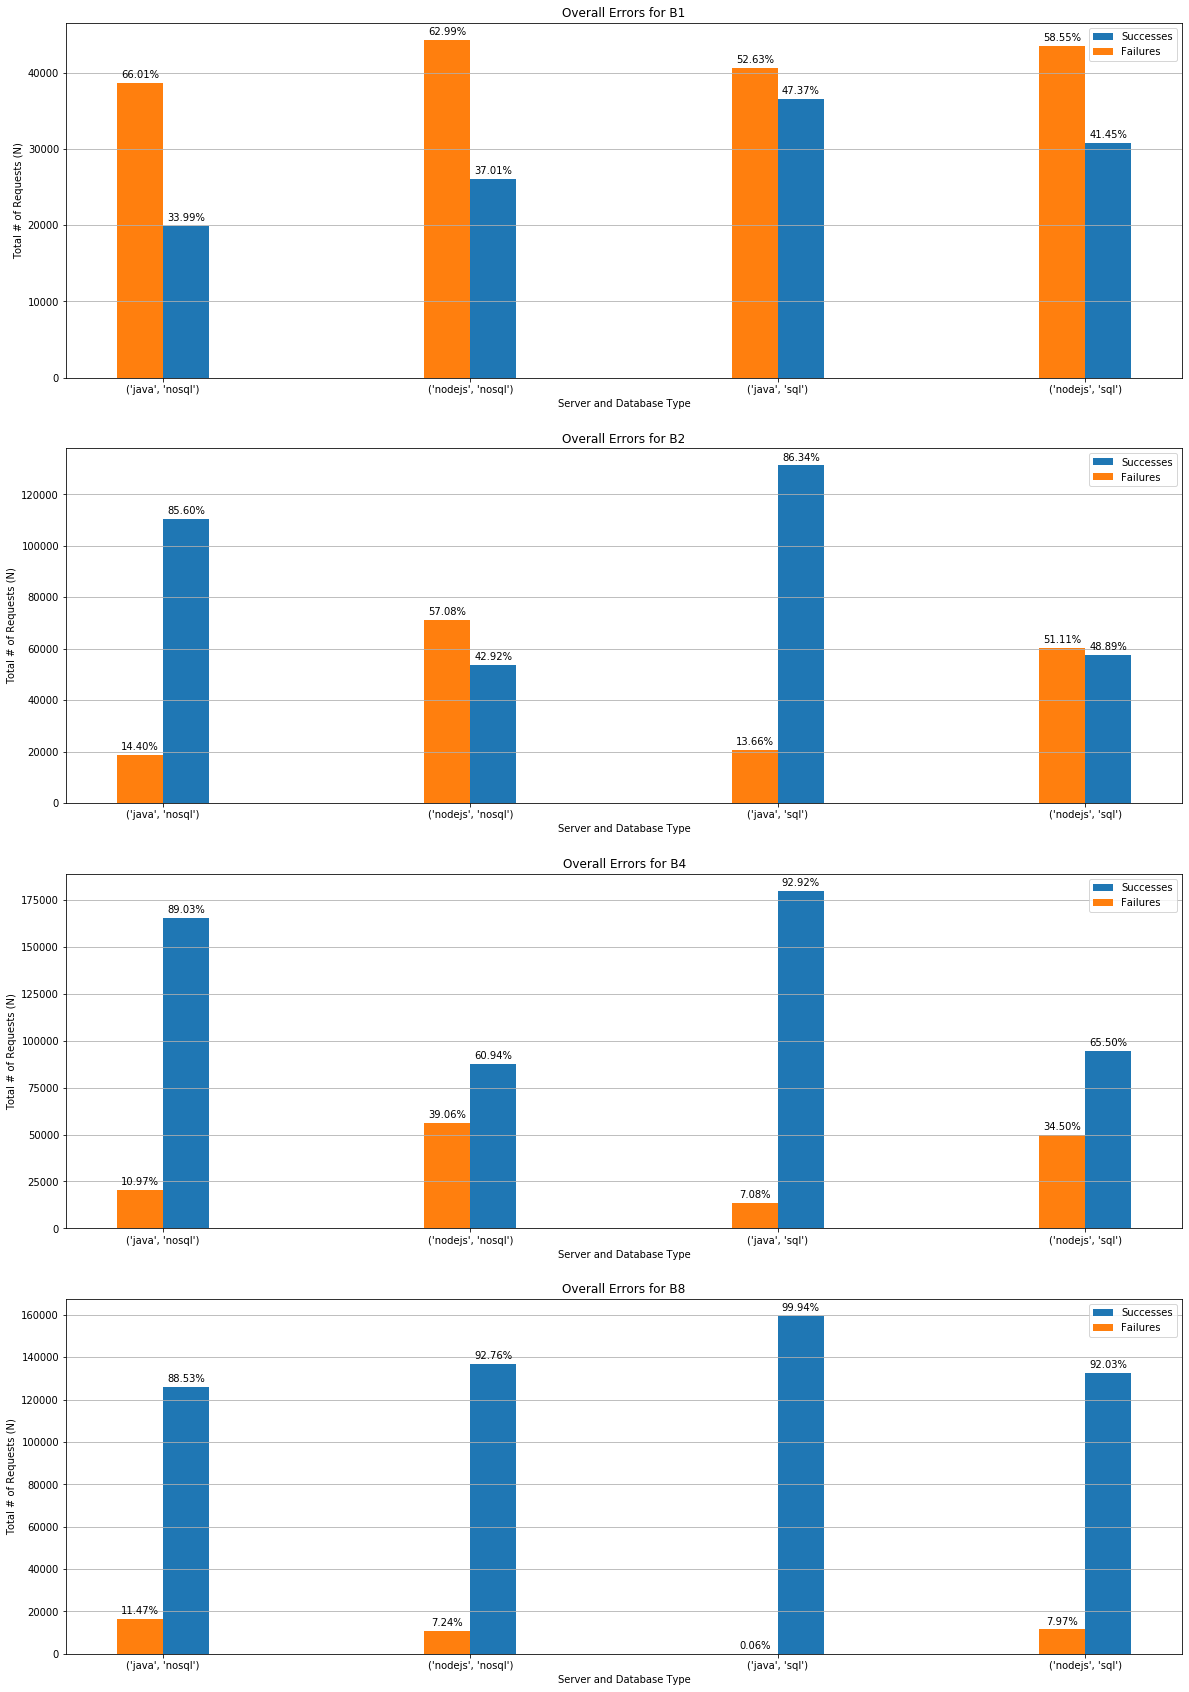 Overall Errors for B1
62.99%
58.55%
Successes
Failures
66.01%
52.63%
47.37%
40000
41.45%
37.01%
30000
33.99%
20000
10000
0
Total # of Requests (N)
('java', 'nosql')
('nodejs', 'nosql')
('java', 'sql')
('nodejs', 'sql')
Server and Database Type
Overall Errors for B2
86.34%
Successes
Failures
120000
85.60%
100000
80000
57.08%
60000
42.92%
51.11%
48.89%
40000
20000
14.40%
13.66%
0
Total # of Requests (N)
('java', 'nosql')
('nodejs', 'nosql')
('java', 'sql')
('nodejs', 'sql')
Server and Database Type
Overall Errors for B4
92.92%
Successes
Failures
175000
89.03%
150000
125000
100000
65.50%
60.94%
75000
39.06%
34.50%
50000
25000
10.97%
7.08%
0
Total # of Requests (N)
('java', 'nosql')
('nodejs', 'nosql')
('java', 'sql')
('nodejs', 'sql')
Server and Database Type
Overall Errors for B8
99.94%
Successes
Failures
160000
140000
88.53%
92.76%
92.03%
120000
100000
80000
60000
40000
20000
11.47%
7.24%
0.06%
7.97%
0
Total # of Requests (N)
('java', 'nosql')
('nodejs', 'nosql')
('java', 'sql')
('nodejs', 'sql')
Server and Database Type